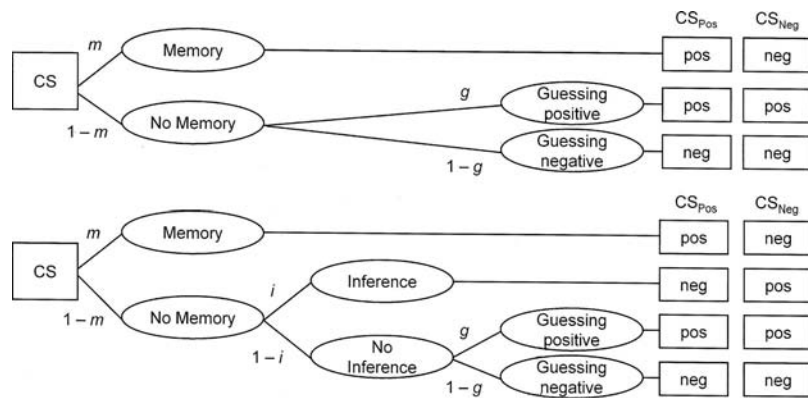 CS_Pos CS_Neg
m Memory pos neg
CS
g Guessing positive pos pos
No Memory
1 – m
Guessing negative neg neg
1 – g
CS_Pos CS_Neg
m Memory pos neg
CS
i Inference neg pos
1 – m No Memory
g Guessing positive pos pos
1 – i No Inference
1 – g Guessing negative neg neg